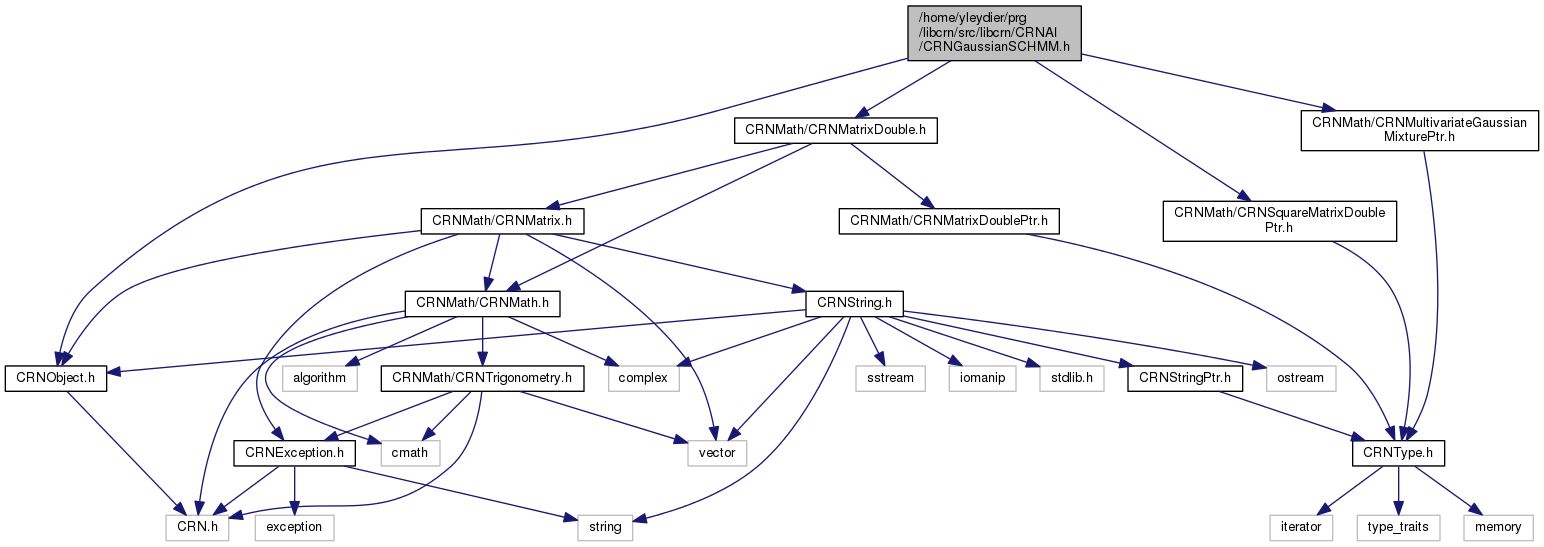 /home/yleydier/prg
/libcrn/src/libcrn/CRNAI
/CRNGaussianSCHMM.h
CRNMath/CRNMatrixDouble.h
CRNMath/CRNMultivariateGaussian
MixturePtr.h
CRNMath/CRNMatrix.h
CRNMath/CRNMatrixDoublePtr.h
CRNMath/CRNSquareMatrixDouble
Ptr.h
CRNMath/CRNMath.h
CRNString.h
CRNObject.h
algorithm
CRNMath/CRNTrigonometry.h
complex
sstream
iomanip
stdlib.h
CRNStringPtr.h
ostream
CRNException.h
cmath
vector
CRNType.h
CRN.h
exception
string
iterator
type_traits
memory